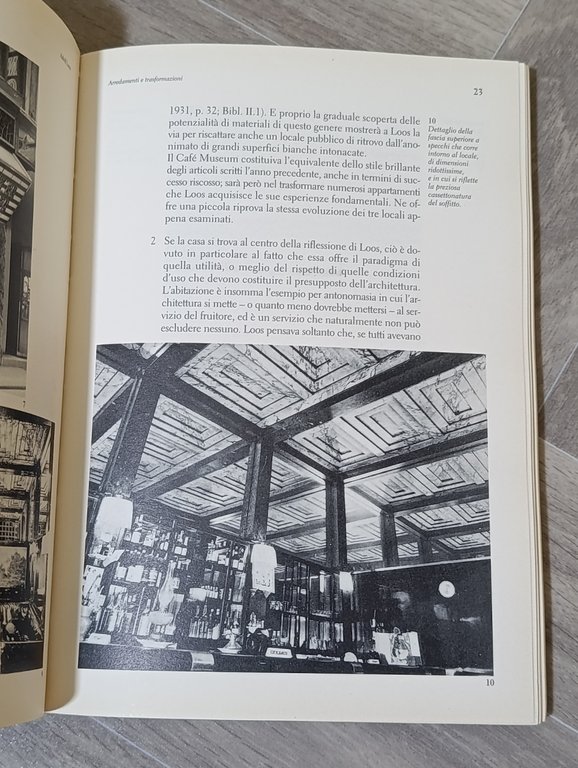 Arredamenti e trasformazioni
23
1931, p. 32; Bibl. II.1). E proprio la graduale scoperta delle
potenzialità di materiali di questo genere mostrerà a Loos la
via per riscattare anche un locale pubblico di ritrovo dall'ano-
nimato di grandi superfici bianche intonacate.
Il Café Museum costituiva l'equivalente dello stile brillante
degli articoli scritti l'anno precedente, anche in termini di suc-
cesso riscosso; sarà però nel trasformare numerosi appartamenti
che Loos acquisisce le sue esperienze fondamentali. Ne of-
fre una piccola riprova la stessa evoluzione dei tre locali ap-
pena esaminati.
2 Se la casa si trova al centro della riflessione di Loos, ciò è do-
vuto in particolare al fatto che essa offre il paradigma di
quella utilità, o meglio del rispetto di quelle condizioni
d'uso che devono costituire il presupposto dell'architettura.
L'abitazione è insomma l'esempio per antonomasia in cui l'ar-
chitettura si mette – o quanto meno dovrebbe mettersi – al ser-
vizio del fruitore, ed è un servizio che naturalmente non può
escludere nessuno. Loos pensava soltanto che, se tutti avevano
10
Dettaglio della
fascia superiore a
specchi che corre
intorno al locale,
di dimensioni
ridottissime,
e in cui si riflette
la preziosa
cassettonatura
del soffitto.
10